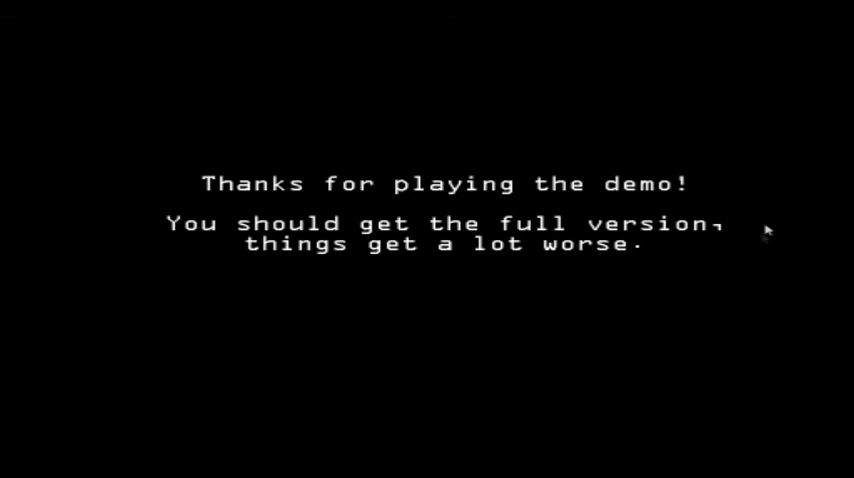 Thanks for playing the demo!
You should get the full version,
things get a lot worse.